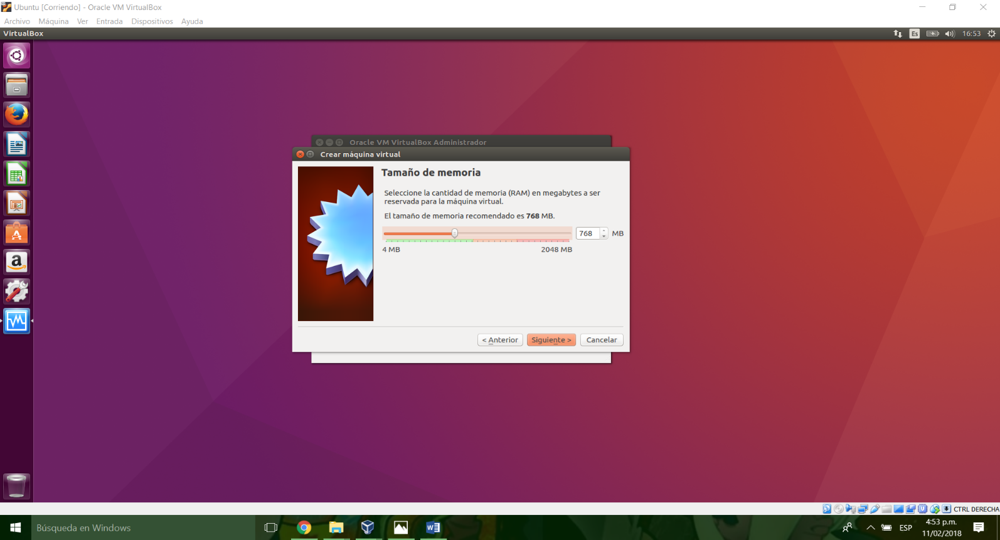 Ubuntu [Corriendo] - Oracle VM VirtualBox
Archivo Máquina Ver Entrada Dispositivos Ayuda
VirtualBox
Es
16:53
Oracle VM VirtualBox Administrador
Crear máquina virtual
Tamaño de memoria
Seleccione la cantidad de memoria (RAM) en megabytes a ser
reservada para la máquina virtual.
El tamaño de memoria recomendado es 768 MB.
768 MB
4 MB 2048 MB
< Anterior Siguiente > Cancelar
CTRL DERECHA
Búsqueda en Windows
ESP
4:53 p.m.
11/02/2018